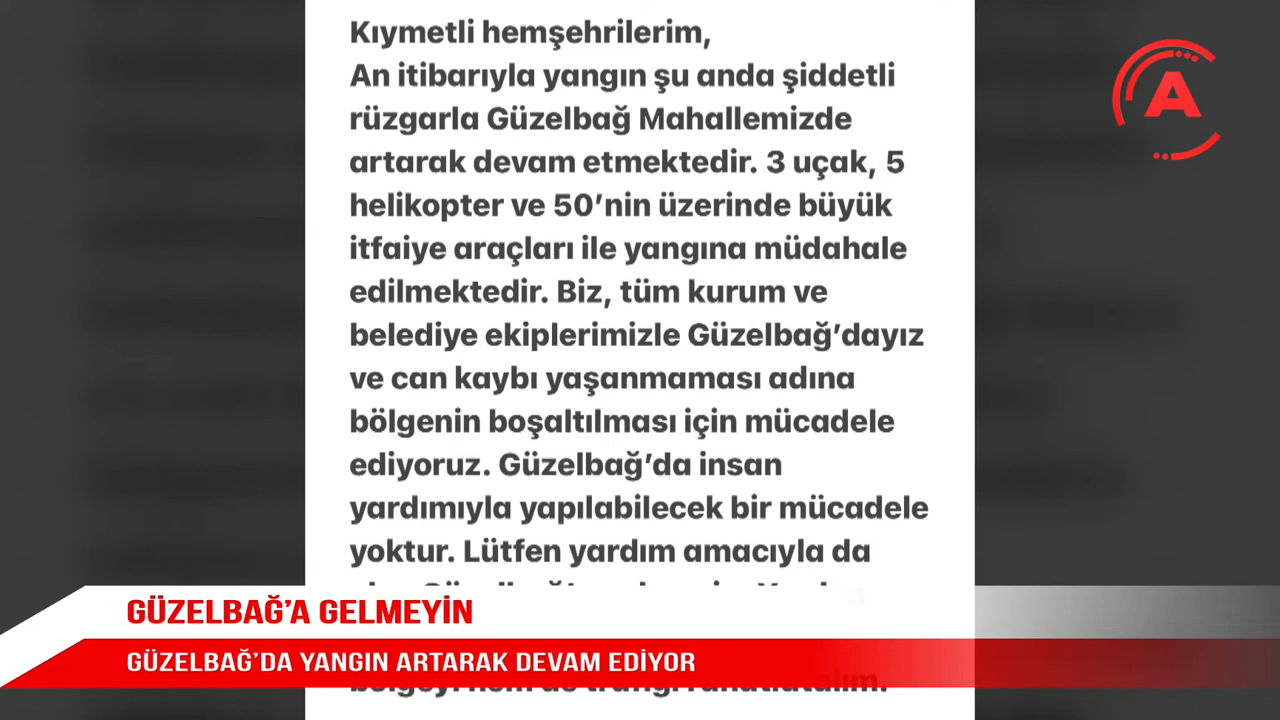 Kıymetli hemşehrilerim,
An itibarıyla yangın şu anda şiddetli
rüzgarla Güzelbağ Mahallemizde
artarak devam etmektedir. 3 uçak, 5
helikopter ve 50’nin üzerinde büyük
itfaiye araçları ile yangına müdahale
edilmektedir. Biz, tüm kurum ve
belediye ekiplerimizle Güzelbağ’dayız
ve can kaybı yaşanmaması adına
bölgenin boşaltılması için mücadele
ediyoruz. Güzelbağ’da insan
yardımıyla yapılabilecek bir mücadele
yoktur. Lütfen yardım amacıyla da
A
GÜZELBAĞ’A GELMEYİN
GÜZELBAĞ’DA YANGIN ARTARAK DEVAM EDİYOR